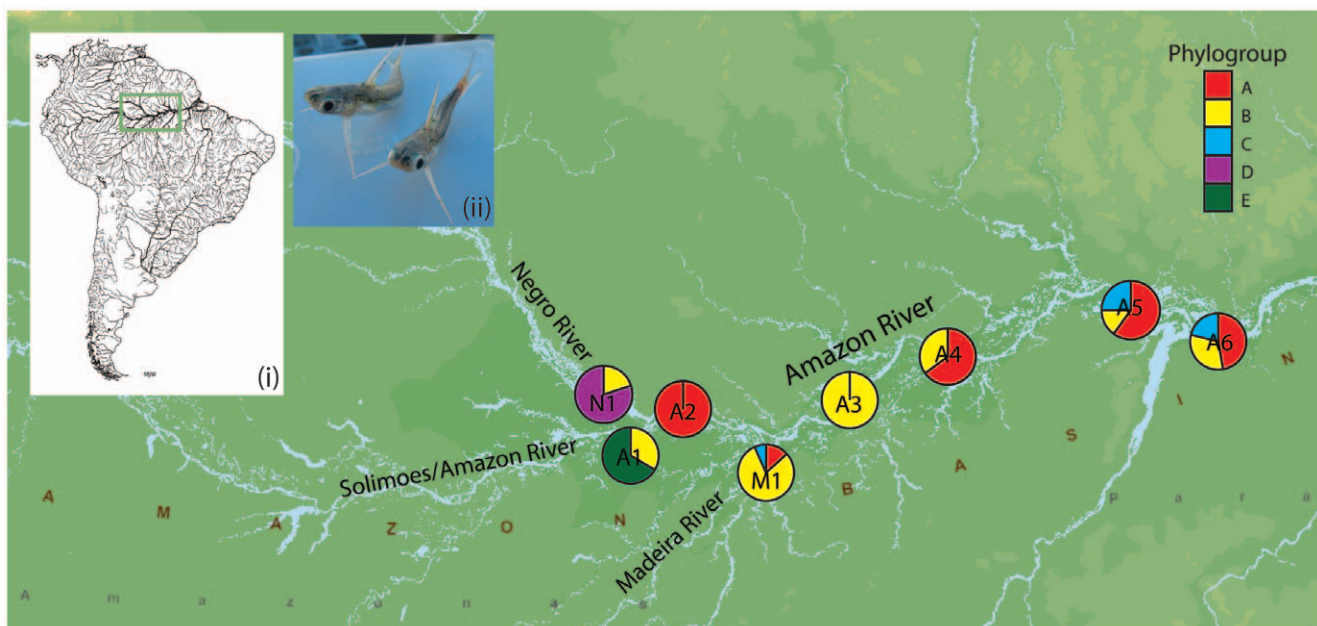 Phylogroup
A
B
C
D
E
(i)
(ii)
Negro River
Amazon River
Solimoes/Amazon River
Madeira River
N1
A1
A2
M1
A3
A4
A5
A6
A M A Z O N B A S I N
A m a z o n a s
P a r á